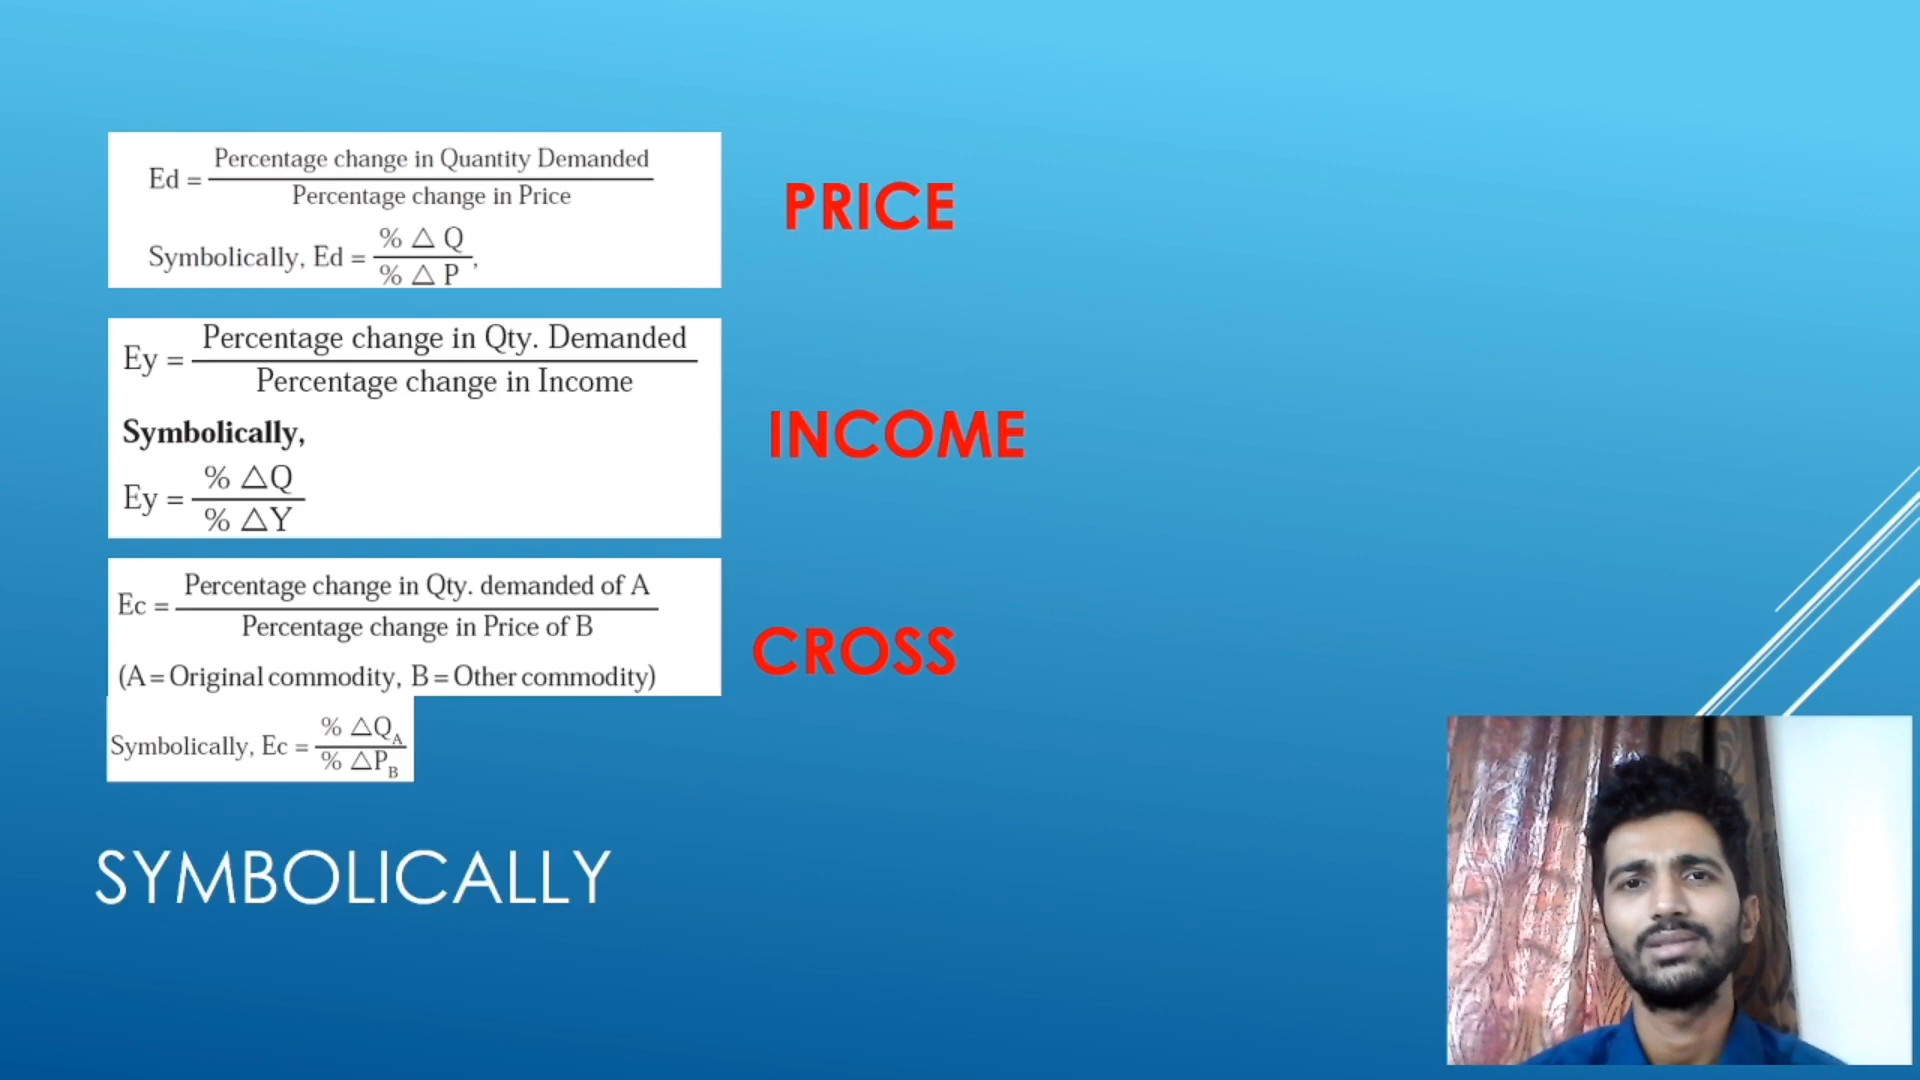 Ed = Percentage change in Quantity Demanded
Percentage change in Price
Symbolically, Ed = % △ Q
% △ P ,
PRICE
Ey = Percentage change in Qty. Demanded
Percentage change in Income
Symbolically,
Ey = % △Q
% △Y
INCOME
Ec = Percentage change in Qty. demanded of A
Percentage change in Price of B
(A = Original commodity, B = Other commodity)
Symbolically, Ec = % △Q_A
% △P_B
CROSS
SYMBOLICALLY